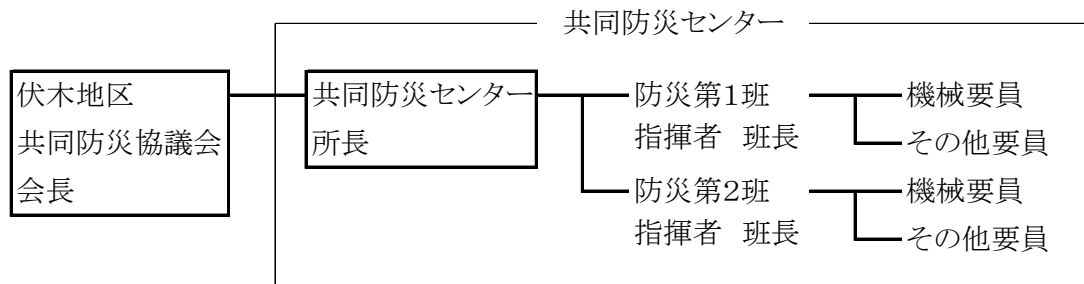 共同防災センター
伏木地区
共同防災協議会
会長
共同防災センター
所長
防災第1班
指揮者　班長
機械要員
その他要員
防災第2班
指揮者　班長
機械要員
その他要員